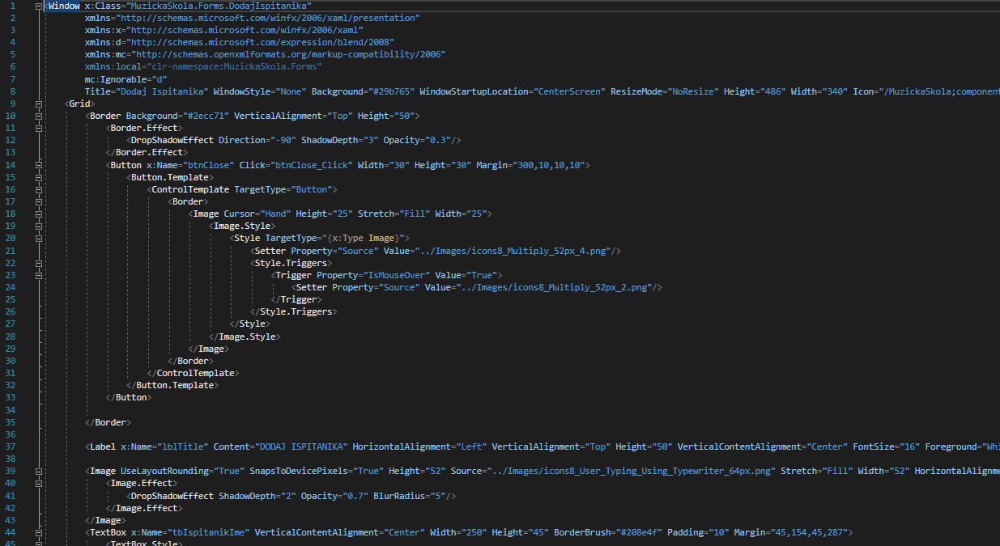 1 <Window x:Class="MuzickaSkola.Forms.DodajIspitanika"
2 xmlns="http://schemas.microsoft.com/winfx/2006/xaml/presentation"
3 xmlns:x="http://schemas.microsoft.com/winfx/2006/xaml"
4 xmlns:d="http://schemas.microsoft.com/expression/blend/2008"
5 xmlns:mc="http://schemas.openxmlformats.org/markup-compatibility/2006"
6 xmlns:local="clr-namespace:MuzickaSkola.Forms"
7 mc:Ignorable="d"
8 Title="Dodaj Ispitanika" WindowStyle="None" Background="#29b765" WindowStartupLocation="CenterScreen" ResizeMode="NoResize" Height="486" Width="340" Icon="/MuzickaSkola;component
9 <Grid>
10 <Border Background="#2ecc71" VerticalAlignment="Top" Height="50">
11 <Border.Effect>
12 <DropShadowEffect Direction="-90" ShadowDepth="3" Opacity="0.3"/>
13 </Border.Effect>
14 <Button x:Name="btnClose" Click="btnClose_Click" Width="30" Height="30" Margin="300,10,10,10">
15 <Button.Template>
16 <ControlTemplate TargetType="Button">
17 <Border>
18 <Image Cursor="Hand" Height="25" Stretch="Fill" Width="25">
19 <Image.Style>
20 <Style TargetType="{x:Type Image}">
21 <Setter Property="Source" Value="../Images/icons8_Multiply_52px_4.png"/>
22 <Style.Triggers>
23 <Trigger Property="IsMouseOver" Value="True">
24 <Setter Property="Source" Value="../Images/icons8_Multiply_52px_2.png"/>
25 </Trigger>
26 </Style.Triggers>
27 </Style>
28 </Image.Style>
29 </Image>
30 </Border>
31 </ControlTemplate>
32 </Button.Template>
33 </Button>
34
35 </Border>
36
37 <Label x:Name="lblTitle" Content="DODAJ ISPITANIKA" HorizontalAlignment="Left" VerticalAlignment="Top" Height="50" VerticalContentAlignment="Center" FontSize="16" Foreground="Whi
38
39 <Image UseLayoutRounding="True" SnapsToDevicePixels="True" Height="52" Source="../Images/icons8_User_Typing_Using_Typewriter_64px.png" Stretch="Fill" Width="52" HorizontalAlignme
40 <Image.Effect>
41 <DropShadowEffect ShadowDepth="2" Opacity="0.7" BlurRadius="5"/>
42 </Image.Effect>
43 </Image>
44 <TextBox x:Name="tbIspitanikIme" VerticalContentAlignment="Center" Width="250" Height="45" BorderBrush="#208e4f" Padding="10" Margin="45,154,45,287">
45 <TextBox.Style>